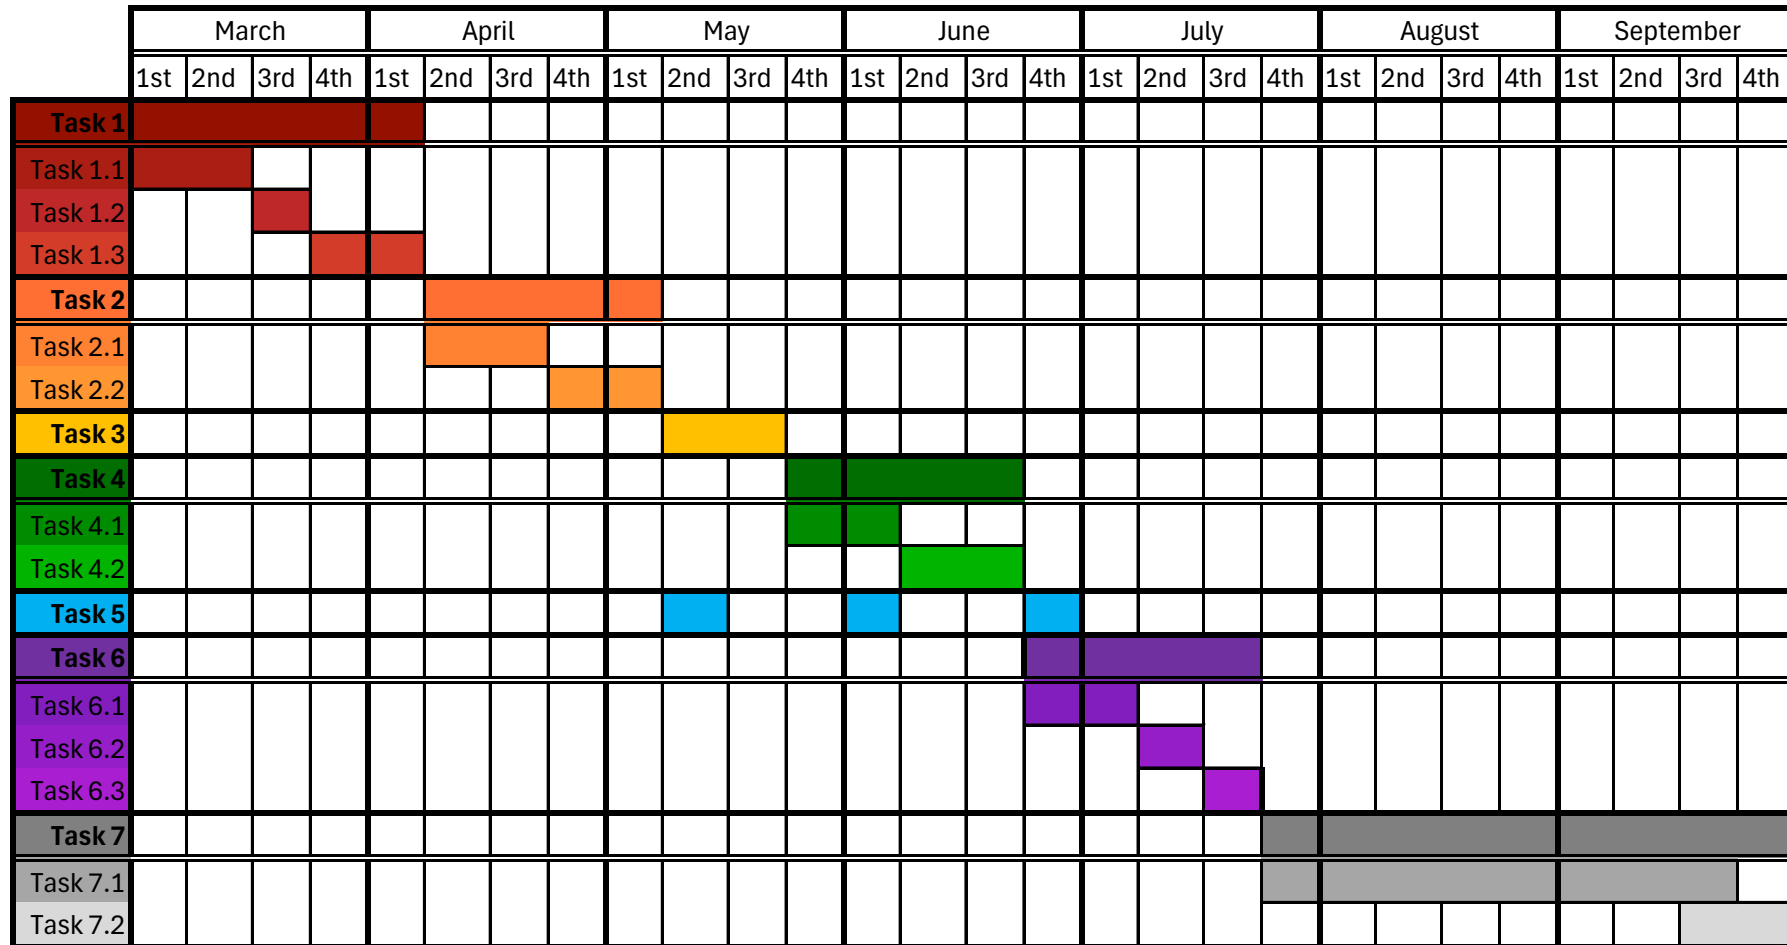 March April May June July August September
1st 2nd 3rd 4th 1st 2nd 3rd 4th 1st 2nd 3rd 4th 1st 2nd 3rd 4th 1st 2nd 3rd 4th 1st 2nd 3rd 4th 1st 2nd 3rd 4th
Task 1
Task 1.1
Task 1.2
Task 1.3
Task 2
Task 2.1
Task 2.2
Task 3
Task 4
Task 4.1
Task 4.2
Task 5
Task 6
Task 6.1
Task 6.2
Task 6.3
Task 7
Task 7.1
Task 7.2